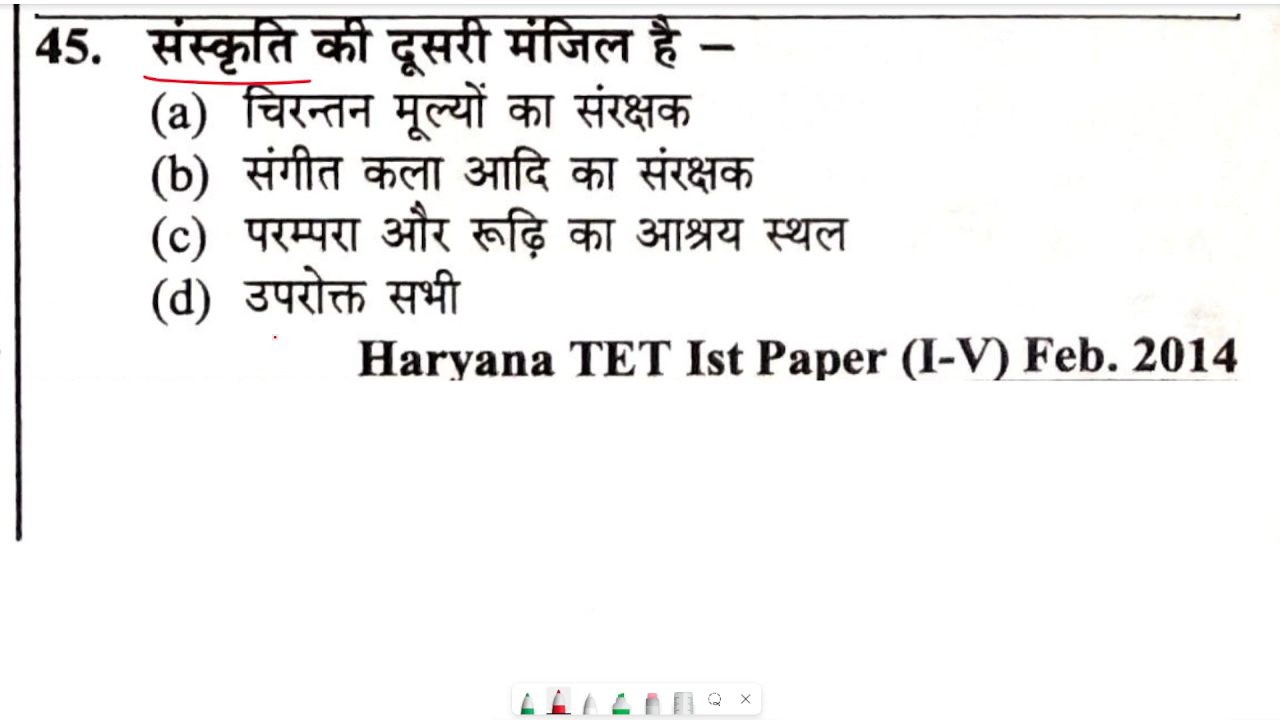 45. संस्कृति की दूसरी मंजिल है –
(a) चिरन्तन मूल्यों का संरक्षक
(b) संगीत कला आदि का संरक्षक
(c) परम्परा और रूढ़ि का आश्रय स्थल
(d) उपरोक्त सभी
Haryana TET Ist Paper (I-V) Feb. 2014